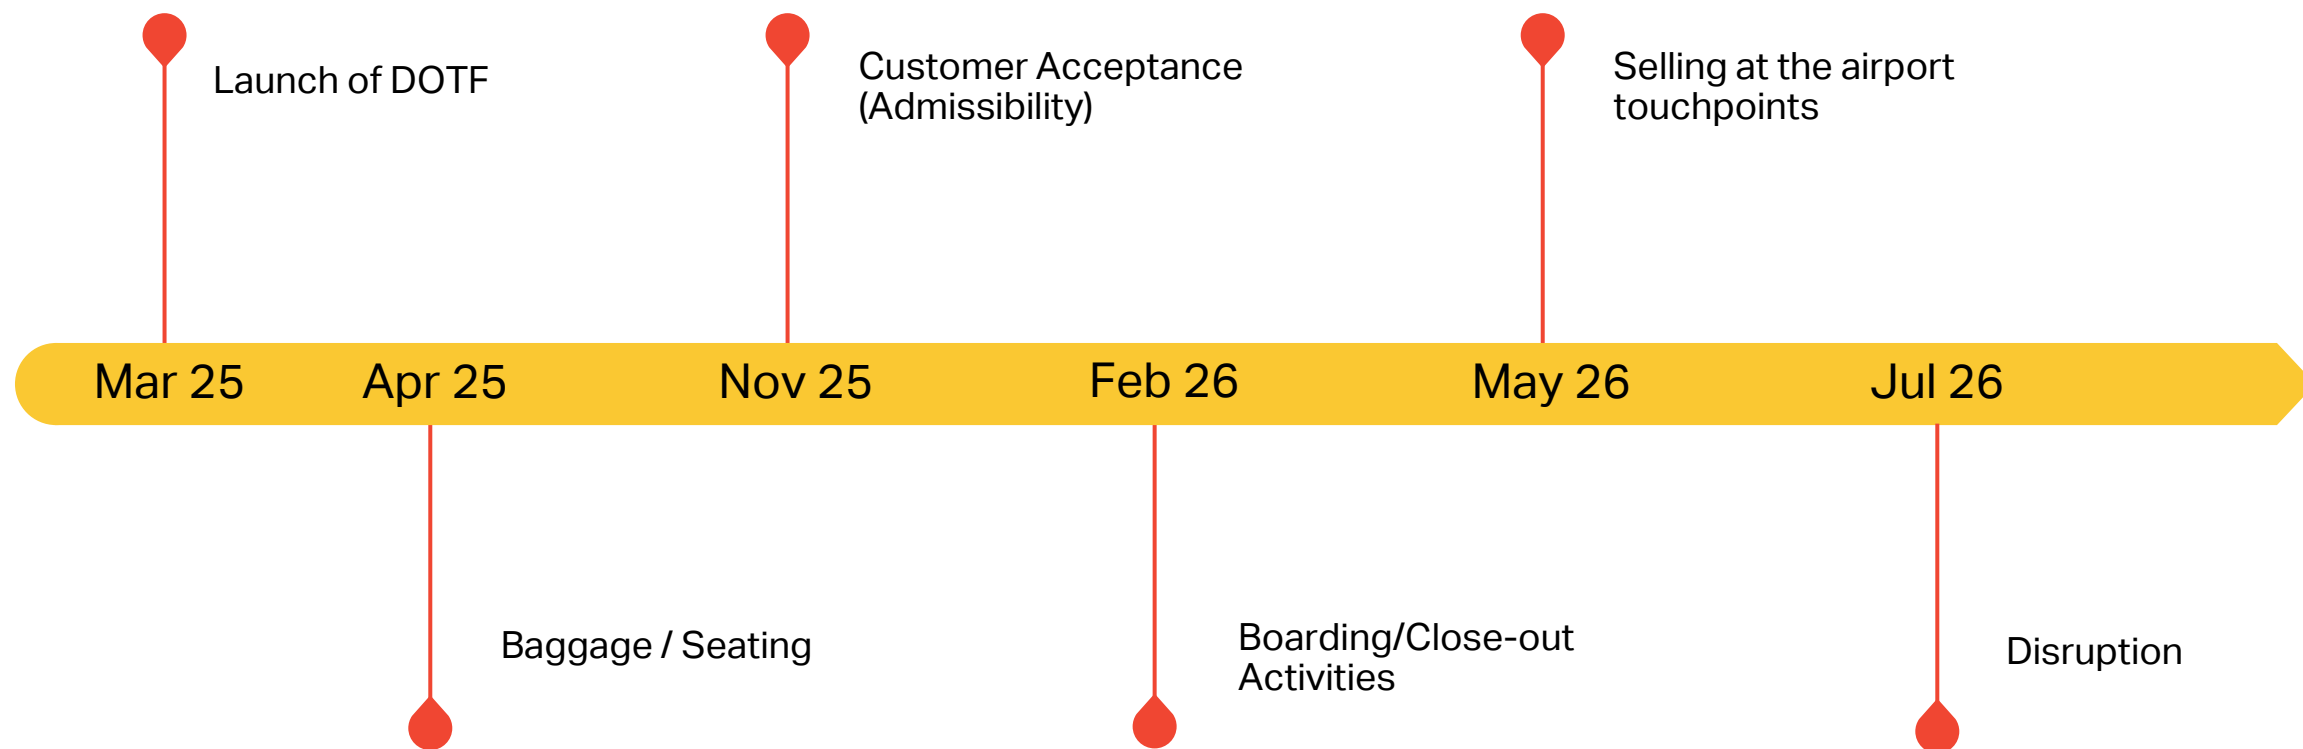 Launch of DOTF
Customer Acceptance
(Admissibility)
Selling at the airport
touchpoints
Mar 25
Apr 25
Nov 25
Feb 26
May 26
Jul 26
Baggage / Seating
Boarding/Close-out
Activities
Disruption